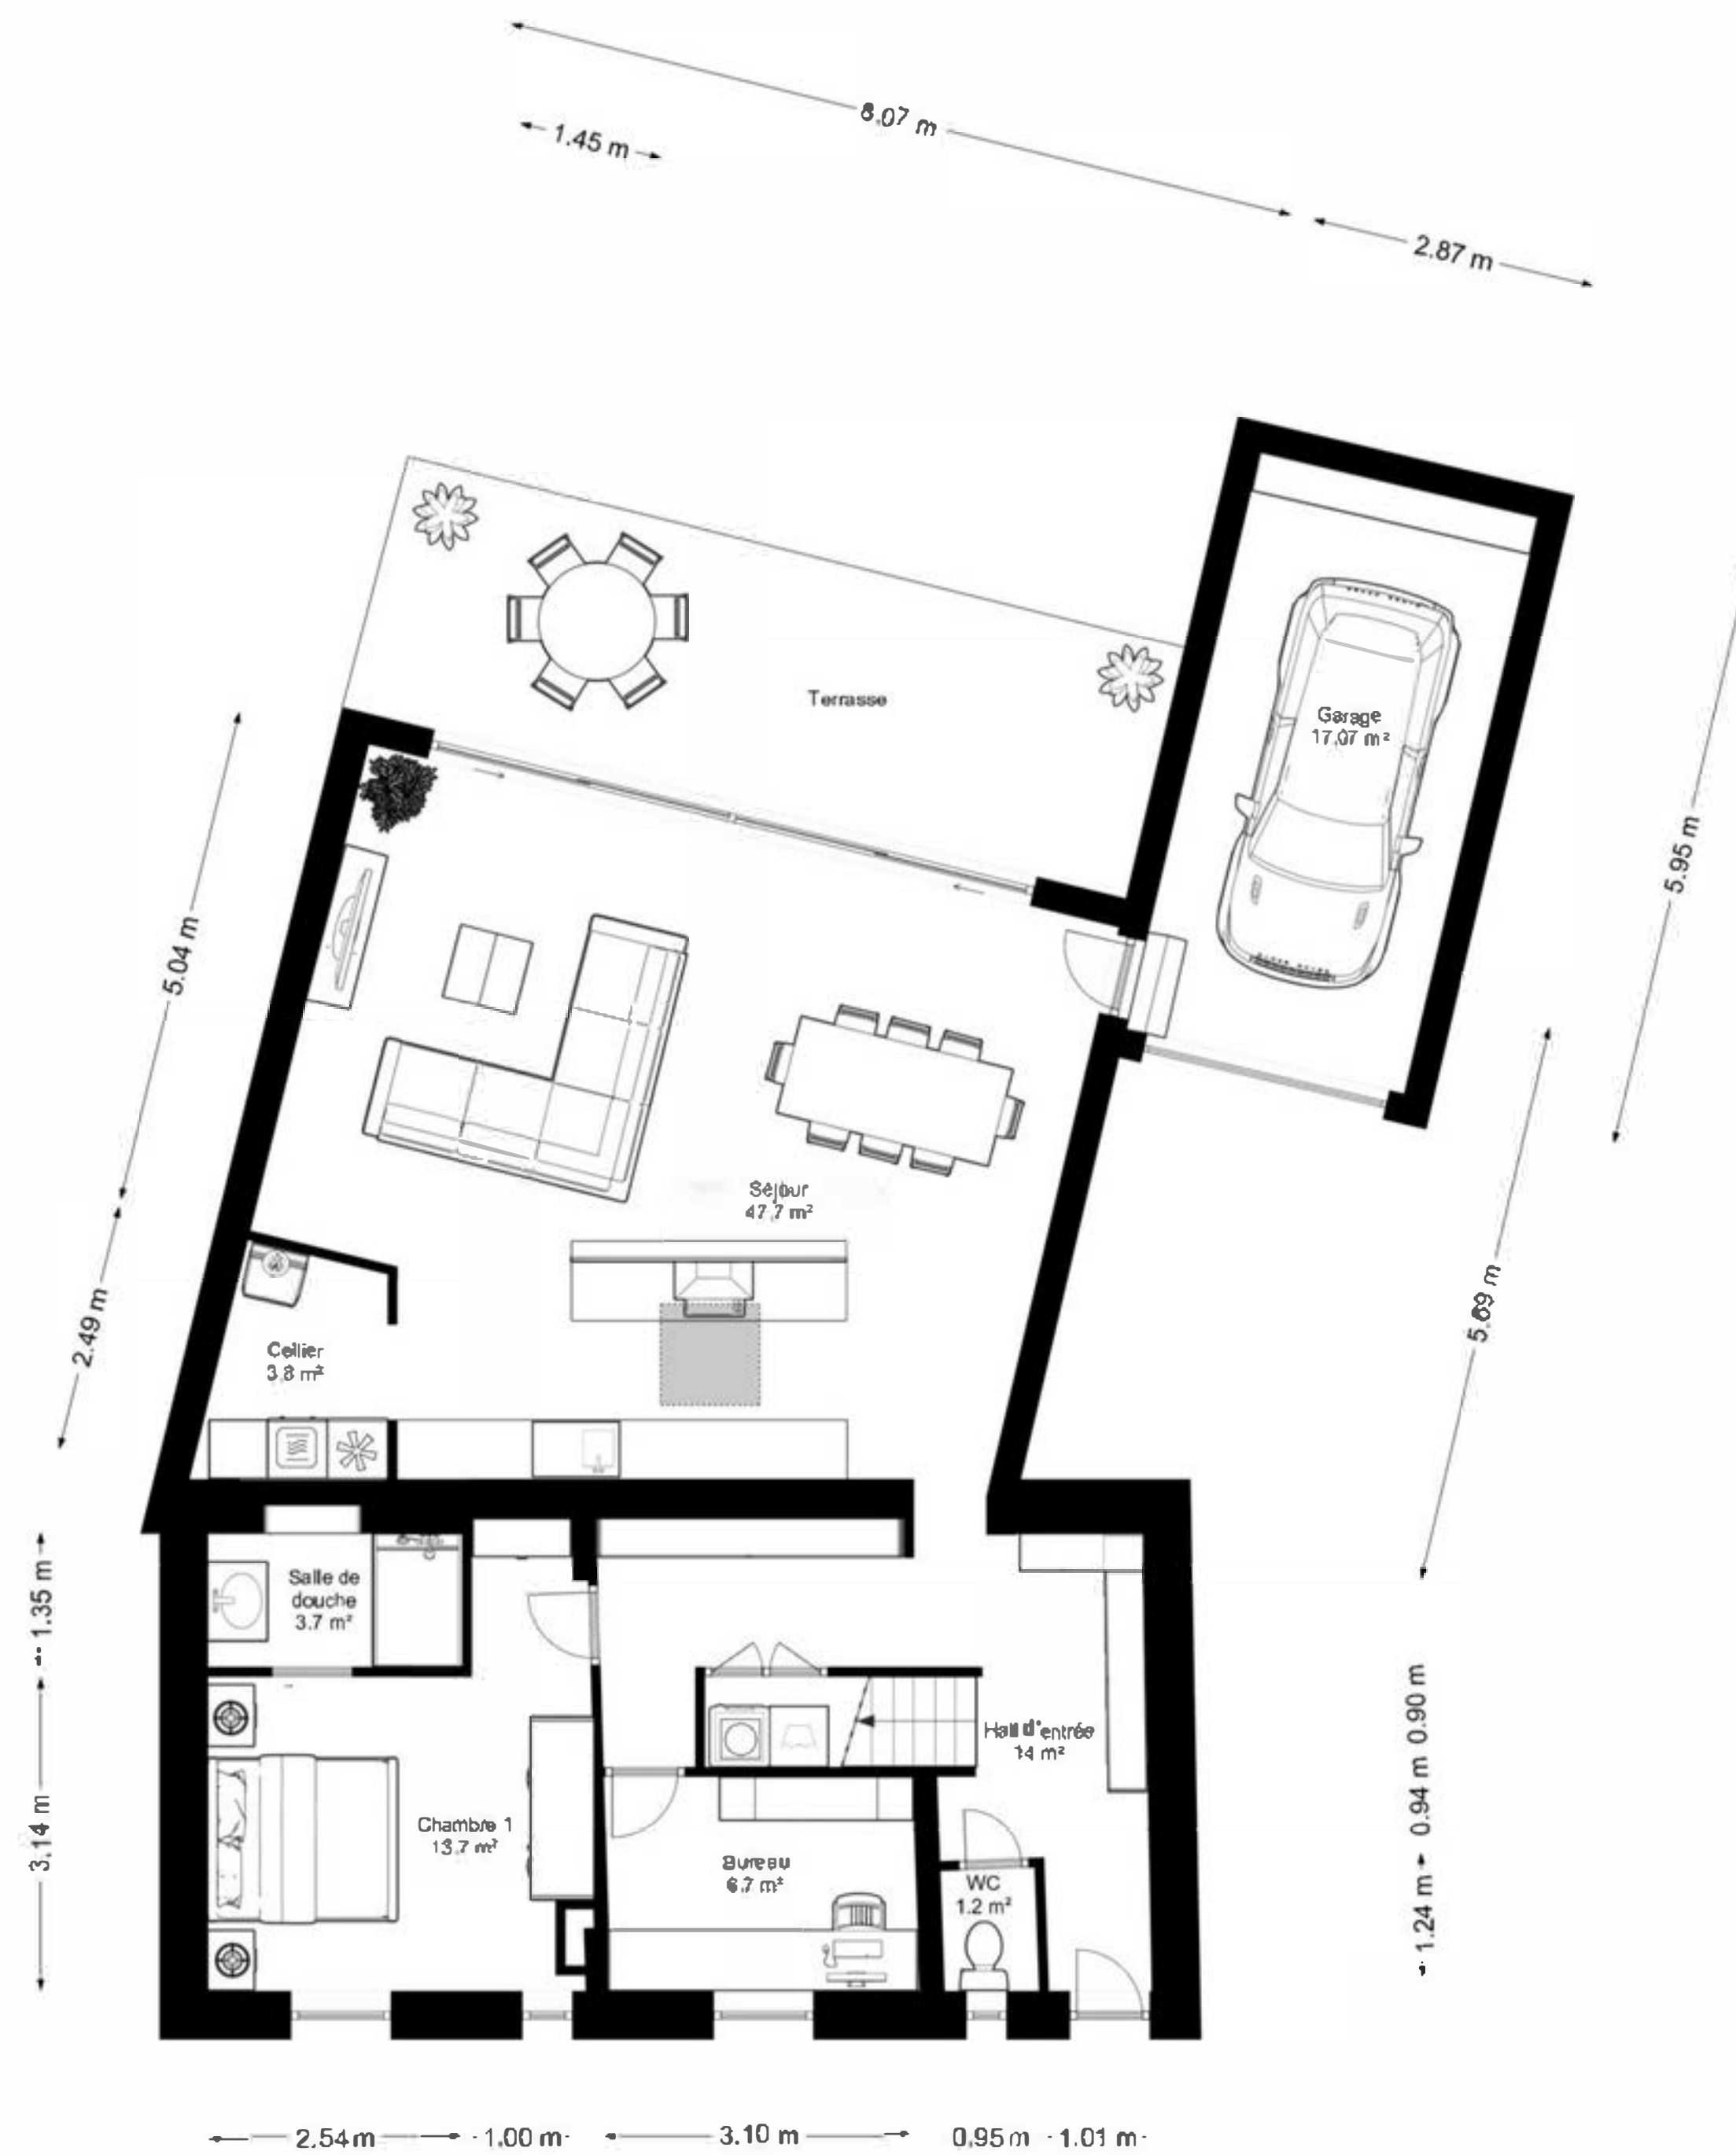 8.07 m
1.45 m
2.87 m
Terrasse
Garage
17.07 m²
5.95 m
5.04 m
Séjour
47.7 m²
2.49 m
Cellier
3.8 m²
1.35 m
Salle de
douche
3.7 m²
Hall d'entrée
14 m²
0.90 m
0.94 m
3.14 m
Chambre 1
13.7 m²
Bureau
6.7 m²
WC
1.2 m²
1.24 m
2.54 m
1.00 m
3.10 m
0.95 m
1.01 m